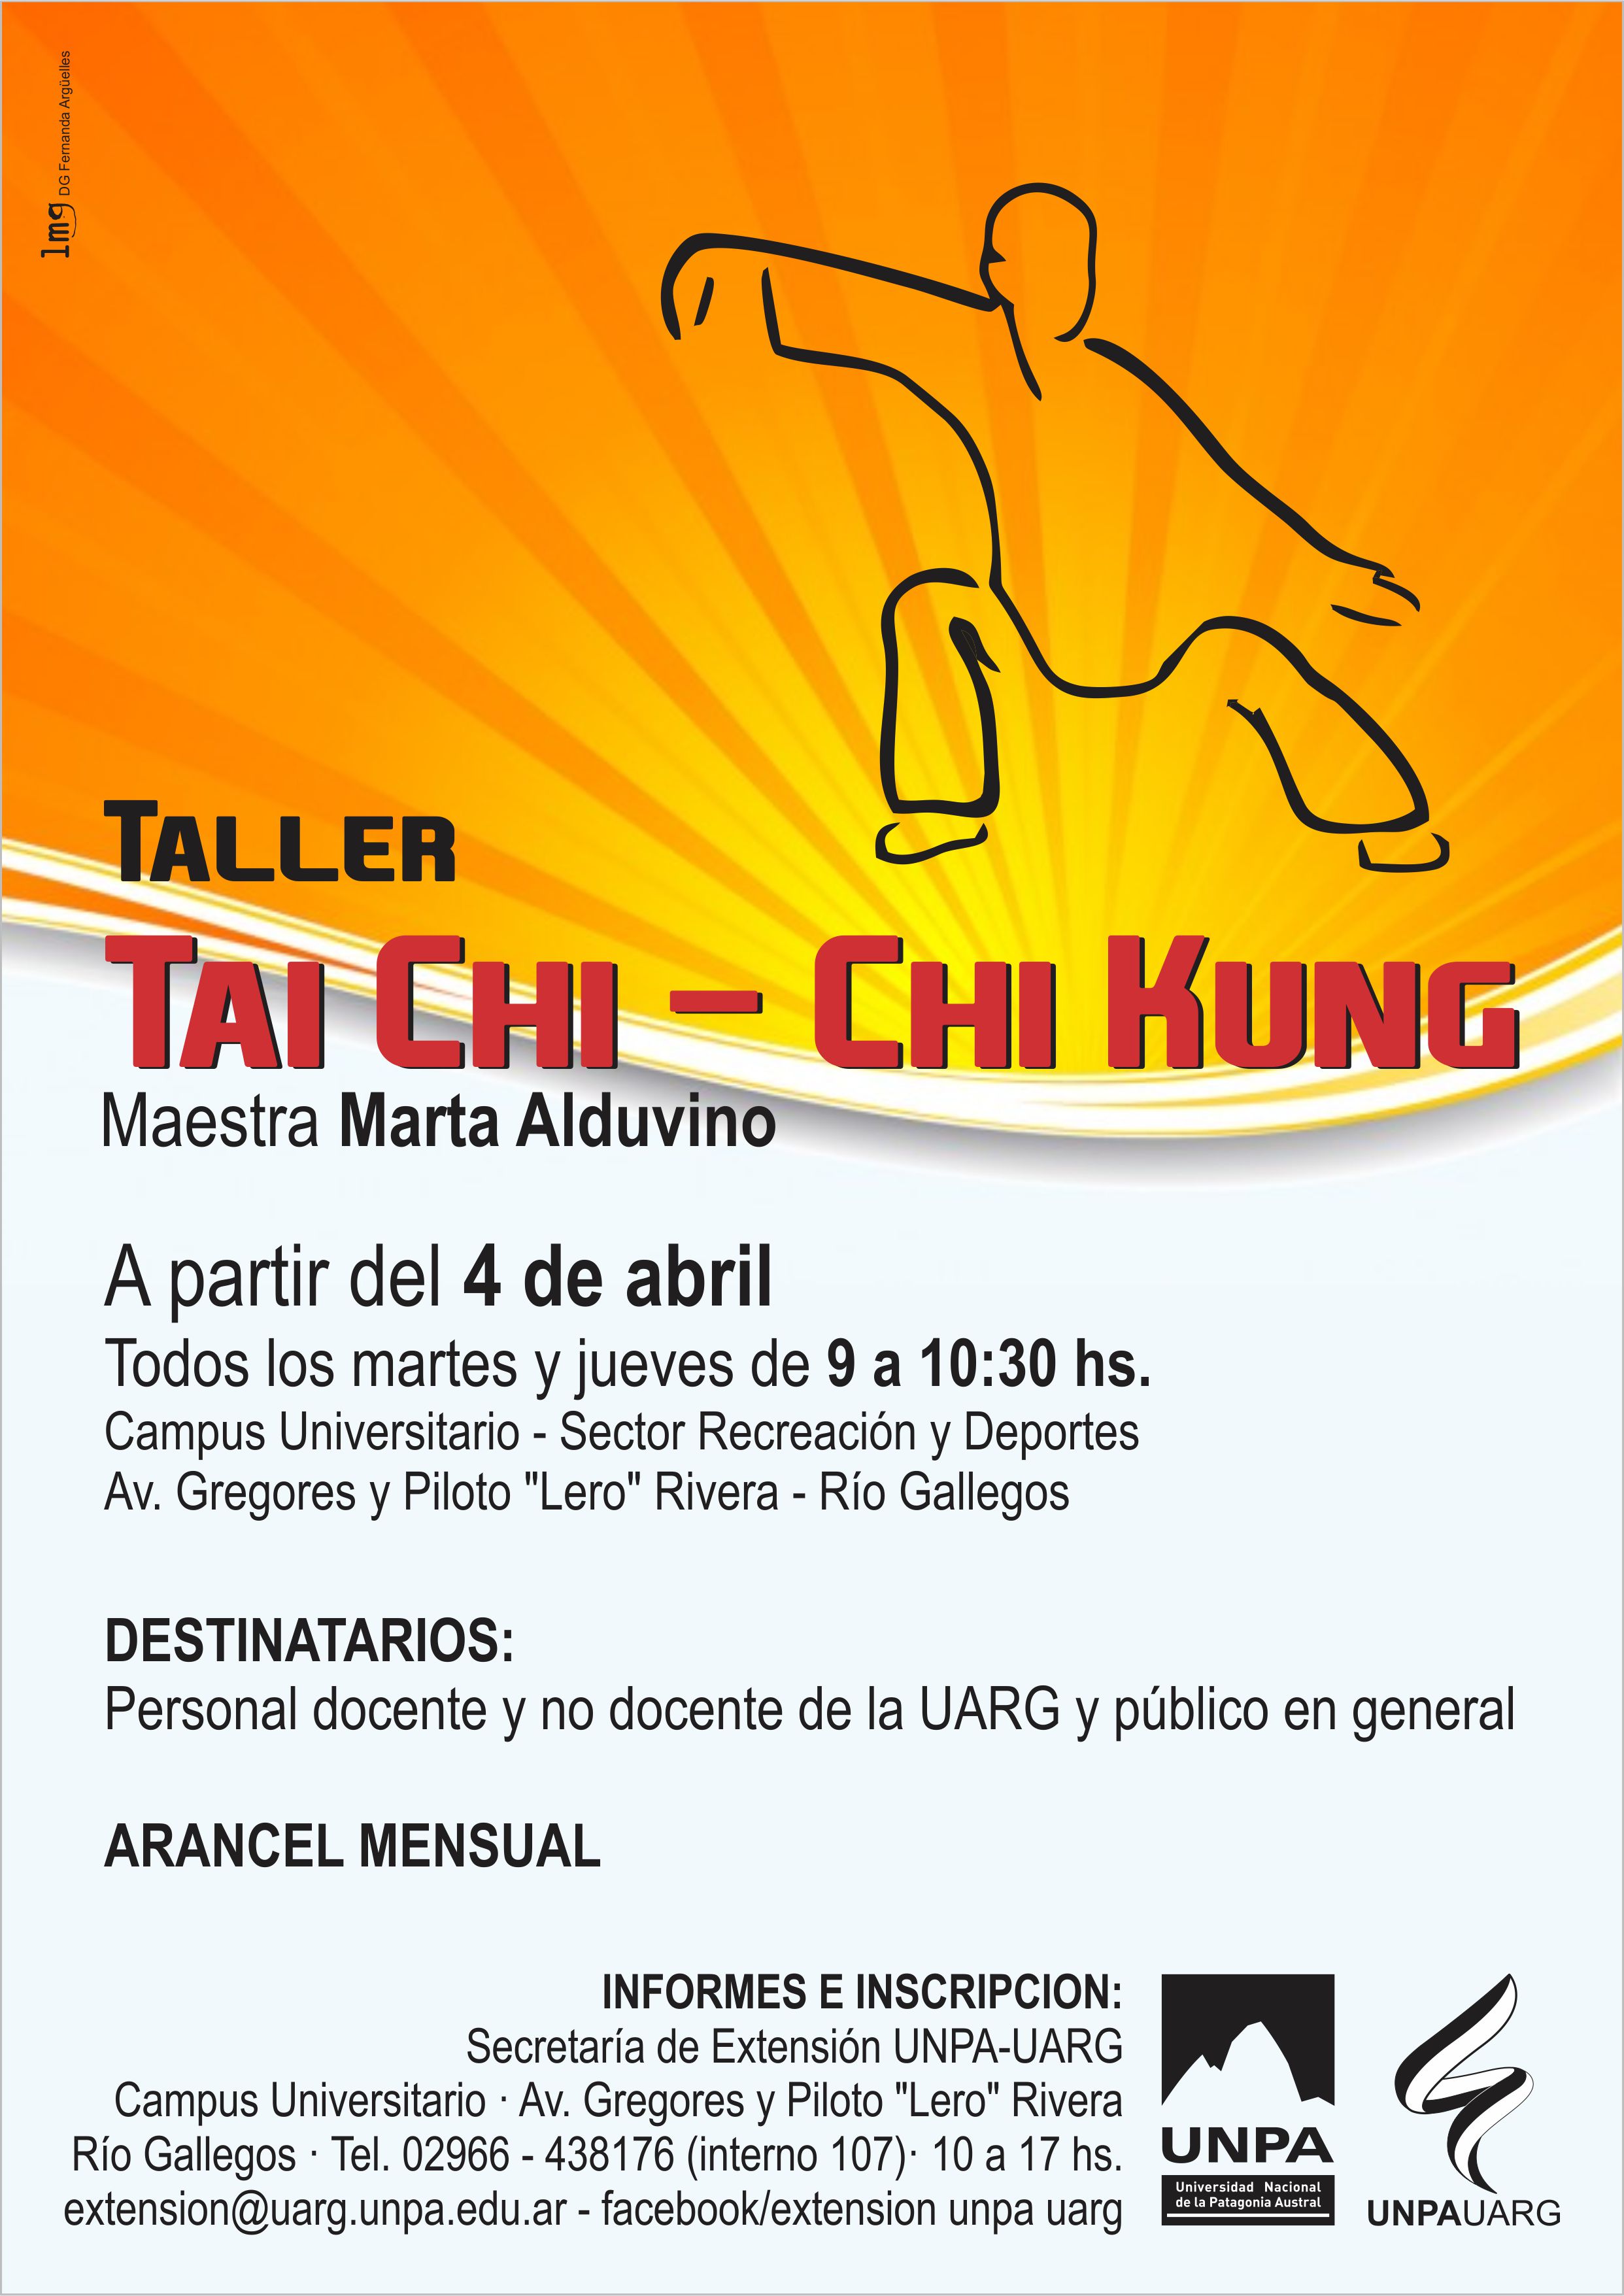 lmg DG Fernanda Argüelles
TALLER
TAI CHI – CHI KUNG
Maestra Marta Alduvino
A partir del 4 de abril
Todos los martes y jueves de 9 a 10:30 hs.
Campus Universitario - Sector Recreación y Deportes
Av. Gregores y Piloto "Lero" Rivera - Río Gallegos
DESTINATARIOS:
Personal docente y no docente de la UARG y público en general
ARANCEL MENSUAL
INFORMES E INSCRIPCION:
Secretaría de Extensión UNPA-UARG
Campus Universitario · Av. Gregores y Piloto "Lero" Rivera
Río Gallegos · Tel. 02966 - 438176 (interno 107)· 10 a 17 hs.
extension@uarg.unpa.edu.ar - facebook/extension unpa uarg
UNPA
Universidad Nacional
de la Patagonia Austral
UNPAUARG